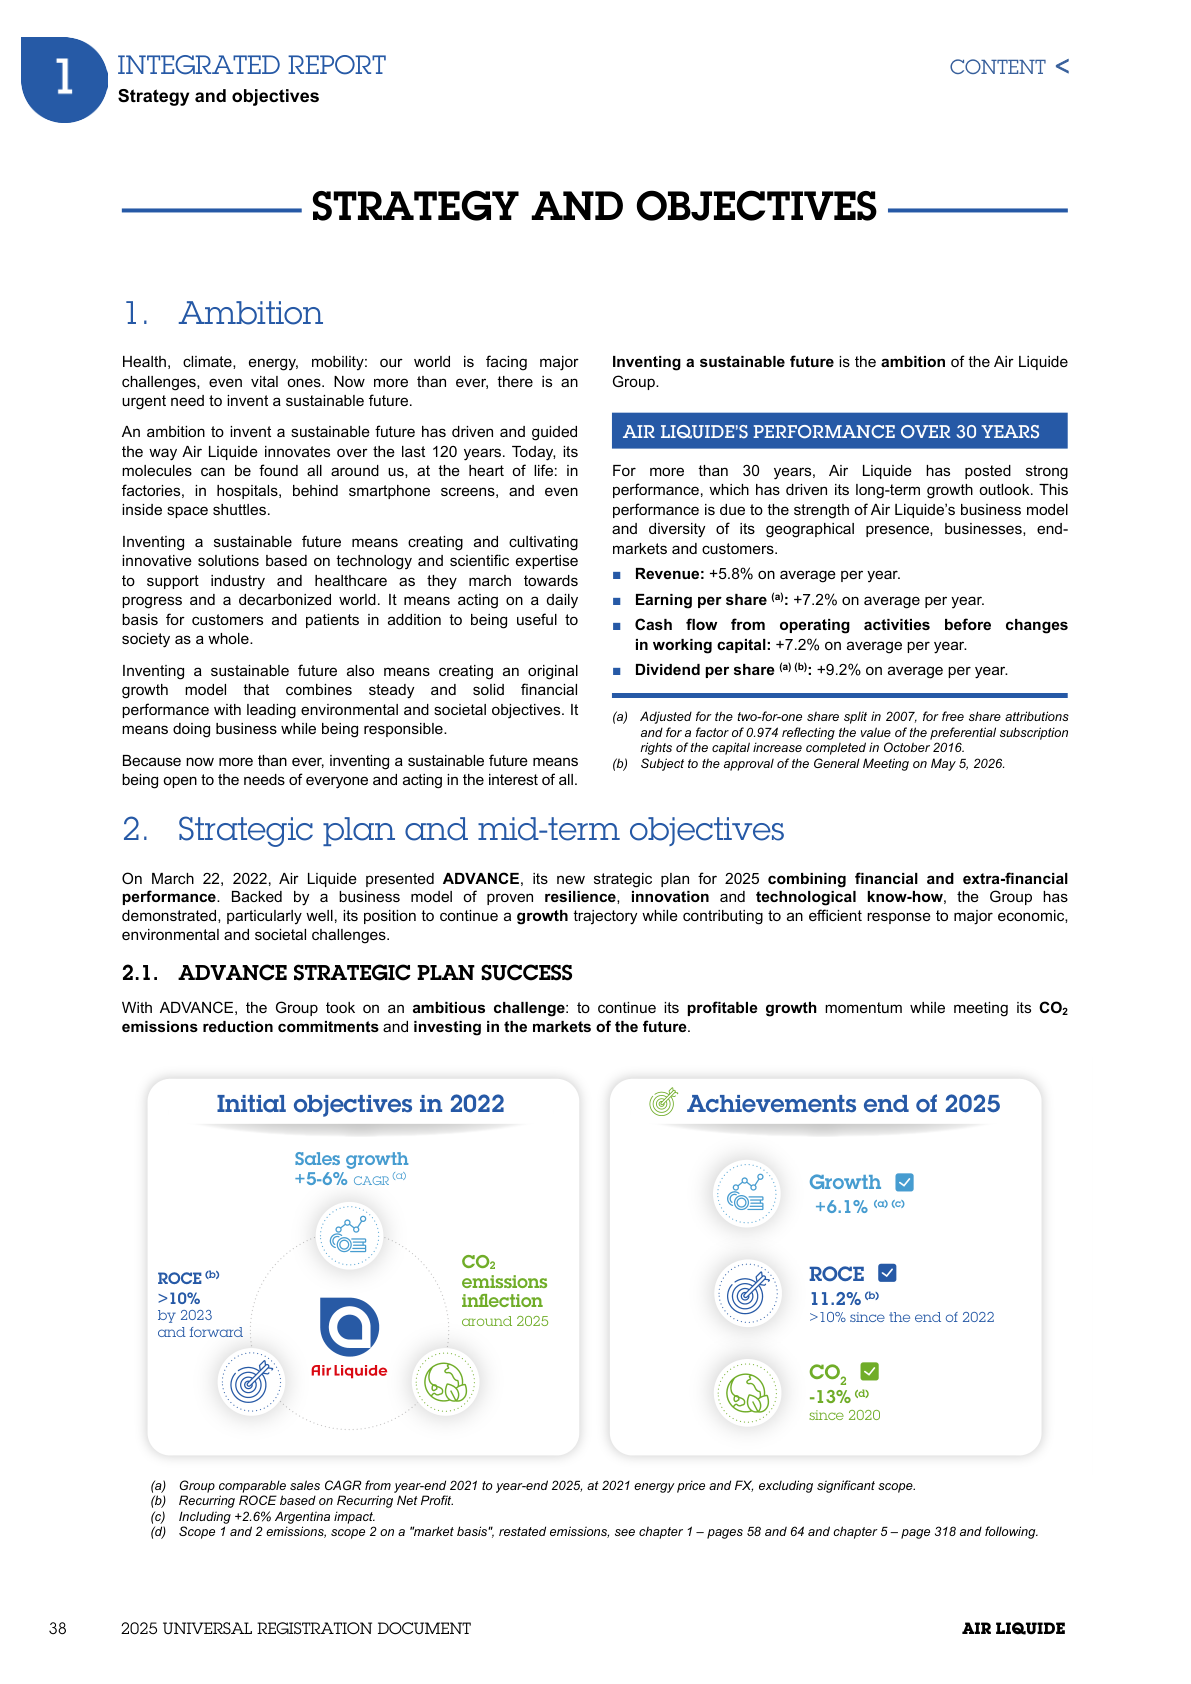 1
INTEGRATED REPORT
Strategy and objectives
CONTENT <
STRATEGY AND OBJECTIVES
1. Ambition
Health, climate, energy, mobility: our world is facing major
challenges, even vital ones. Now more than ever, there is an
urgent need to invent a sustainable future.
An ambition to invent a sustainable future has driven and guided
the way Air Liquide innovates over the last 120 years. Today, its
molecules can be found all around us, at the heart of life: in
factories, in hospitals, behind smartphone screens, and even
inside space shuttles.
Inventing a sustainable future means creating and cultivating
innovative solutions based on technology and scientific expertise
to support industry and healthcare as they march towards
progress and a decarbonized world. It means acting on a daily
basis for customers and patients in addition to being useful to
society as a whole.
Inventing a sustainable future also means creating an original
growth model that combines steady and solid financial
performance with leading environmental and societal objectives. It
means doing business while being responsible.
Because now more than ever, inventing a sustainable future means
being open to the needs of everyone and acting in the interest of all.
Inventing a sustainable future is the ambition of the Air Liquide
Group.
AIR LIQUIDE'S PERFORMANCE OVER 30 YEARS
For more than 30 years, Air Liquide has posted strong
performance, which has driven its long-term growth outlook. This
performance is due to the strength of Air Liquide's business model
and diversity of its geographical presence, businesses, end-
markets and customers.
■ Revenue: +5.8% on average per year.
■ Earning per share (a): +7.2% on average per year.
■ Cash flow from operating activities before changes
in working capital: +7.2% on average per year.
■ Dividend per share (a) (b): +9.2% on average per year.
(a) Adjusted for the two-for-one share split in 2007, for free share attributions
and for a factor of 0.974 reflecting the value of the preferential subscription
rights of the capital increase completed in October 2016.
(b) Subject to the approval of the General Meeting on May 5, 2026.
2. Strategic plan and mid-term objectives
On March 22, 2022, Air Liquide presented ADVANCE, its new strategic plan for 2025 combining financial and extra-financial
performance. Backed by a business model of proven resilience, innovation and technological know-how, the Group has
demonstrated, particularly well, its position to continue a growth trajectory while contributing to an efficient response to major economic,
environmental and societal challenges.
2.1. ADVANCE STRATEGIC PLAN SUCCESS
With ADVANCE, the Group took on an ambitious challenge: to continue its profitable growth momentum while meeting its CO2
emissions reduction commitments and investing in the markets of the future.
Initial objectives in 2022
Sales growth
+5-6% CAGR (a)
ROCE (b)
>10%
by 2023
and forward
CO2
emissions
inflection
around 2025
Air Liquide
Achievements end of 2025
Growth
+6.1% (a) (c)
ROCE
11.2% (b)
>10% since the end of 2022
CO2
-13% (d)
since 2020
(a) Group comparable sales CAGR from year-end 2021 to year-end 2025, at 2021 energy price and FX, excluding significant scope.
(b) Recurring ROCE based on Recurring Net Profit.
(c) Including +2.6% Argentina impact.
(d) Scope 1 and 2 emissions, scope 2 on a "market basis", restated emissions, see chapter 1 – pages 58 and 64 and chapter 5 – page 318 and following.
38
2025 UNIVERSAL REGISTRATION DOCUMENT
AIR LIQUIDE